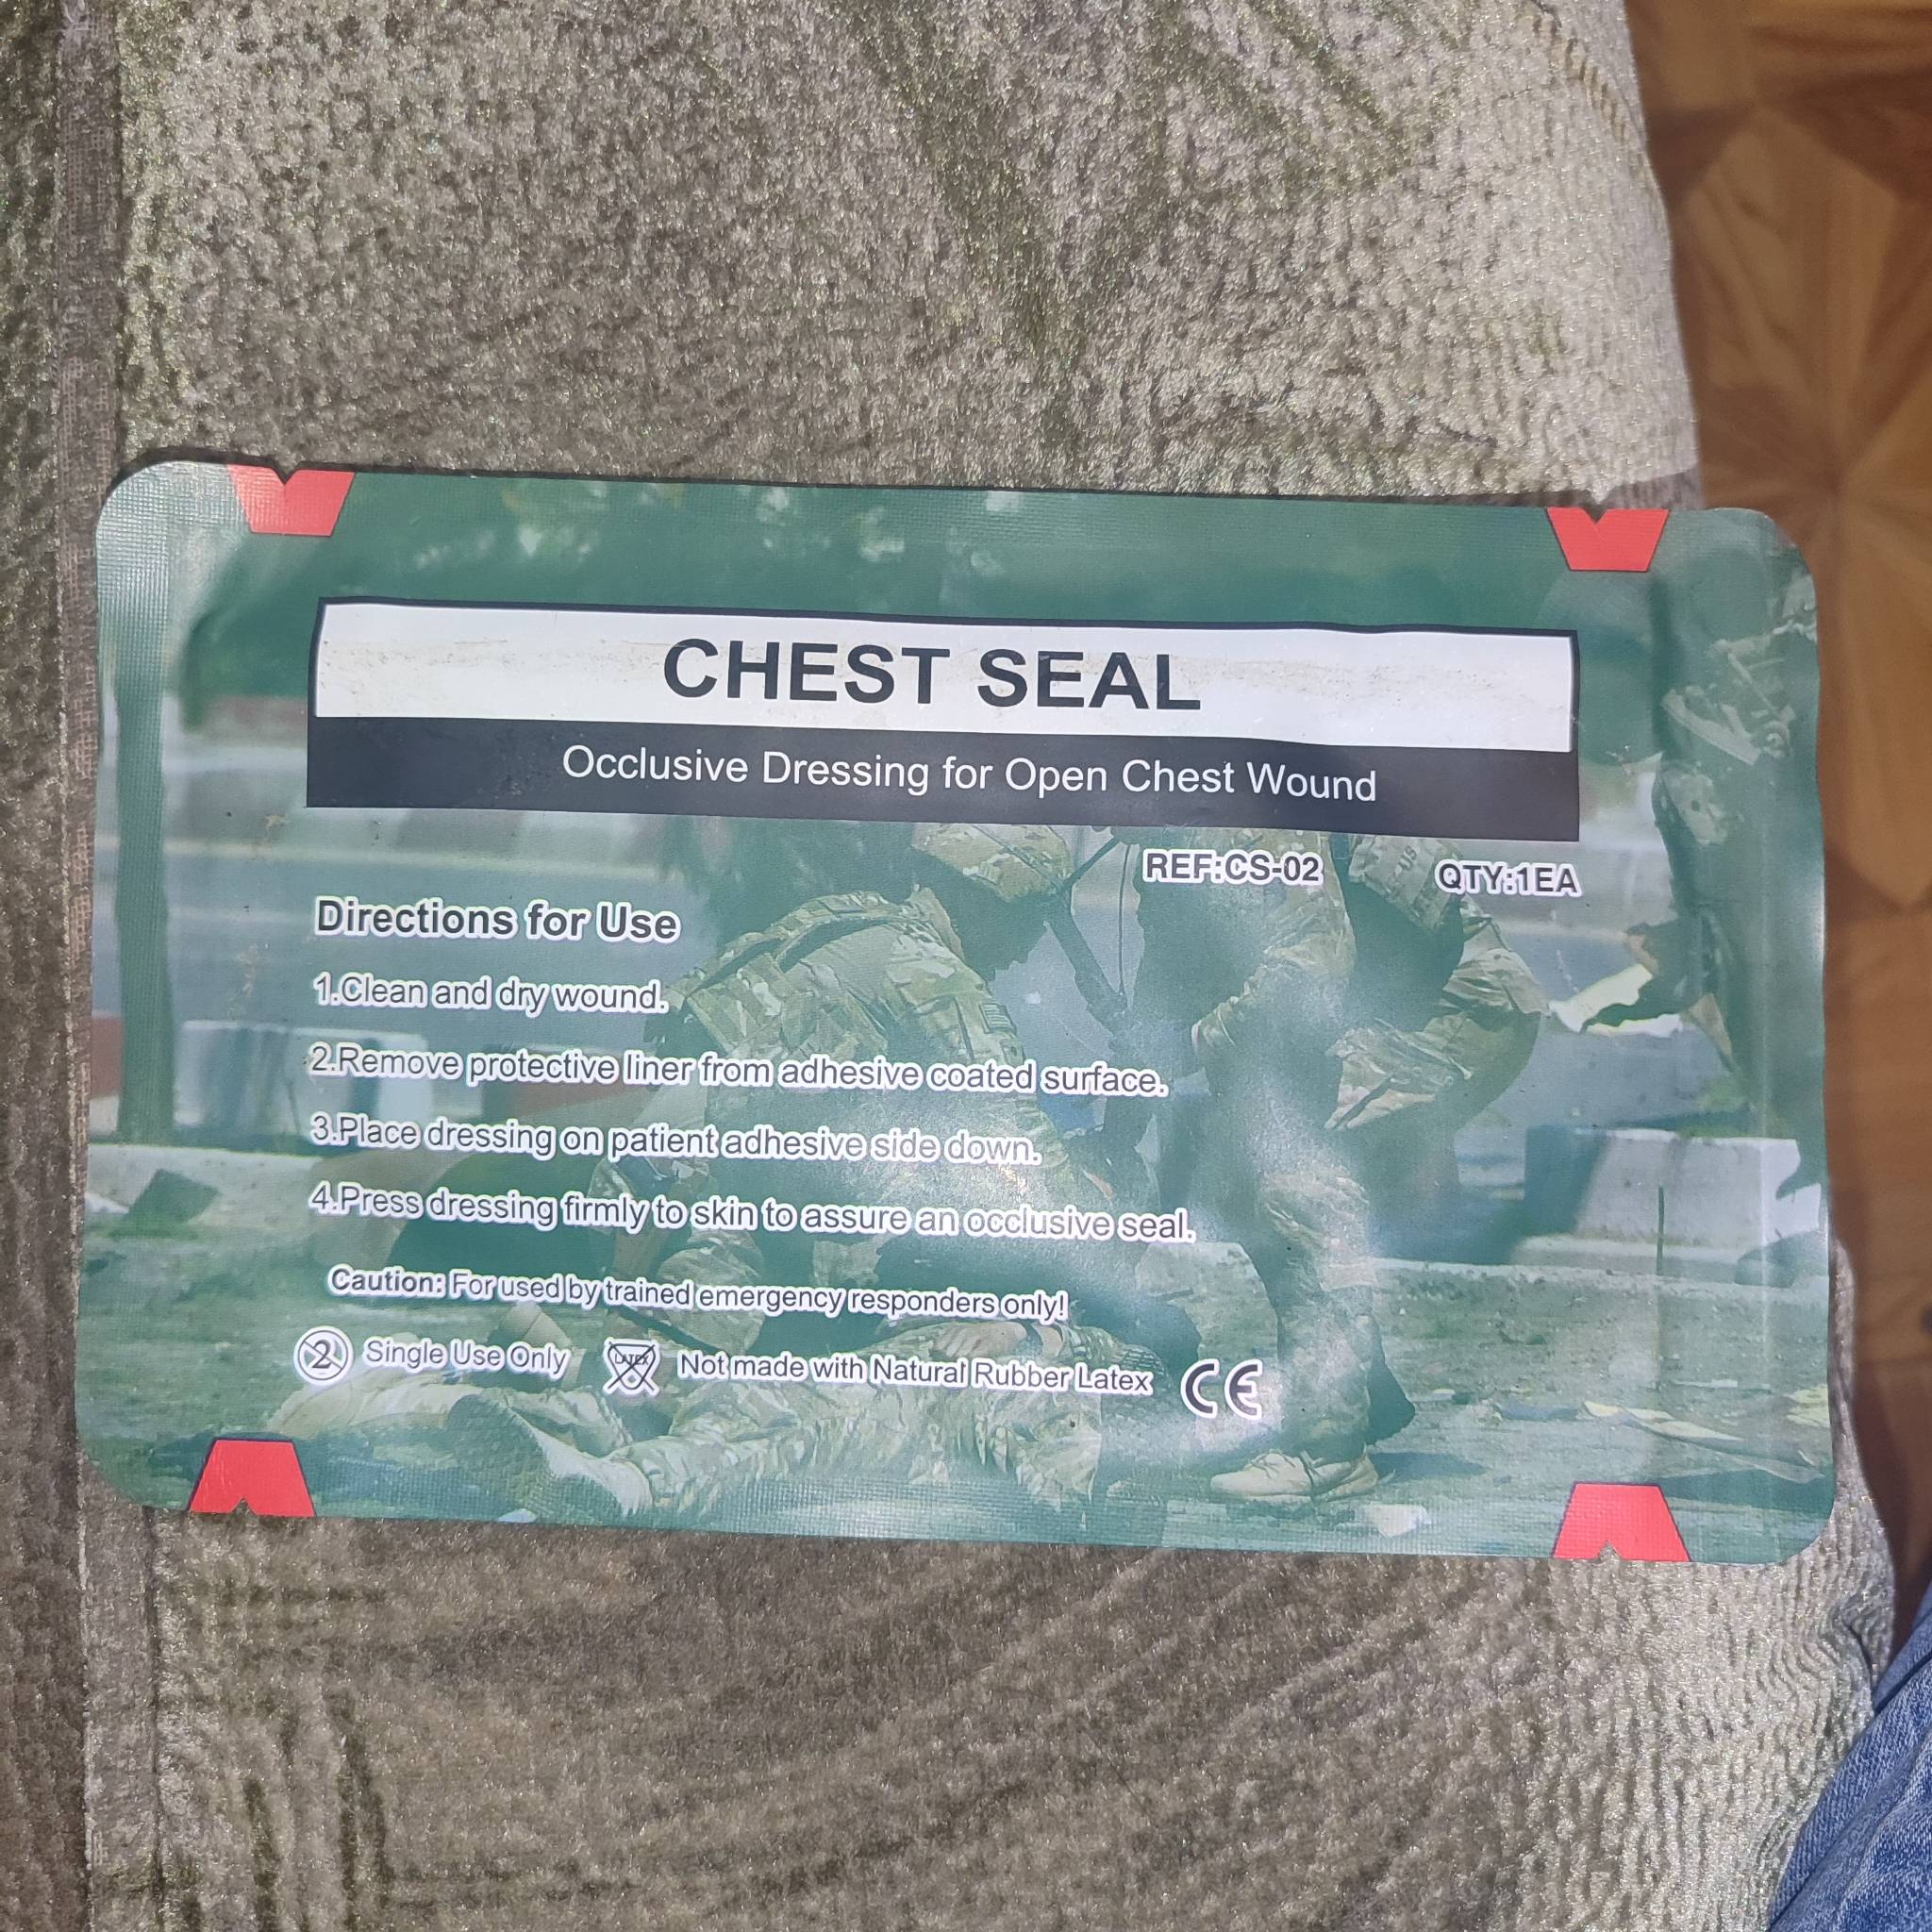 CHEST SEAL
Occlusive Dressing for Open Chest Wound
REF:CS-02 QTY:1EA
Directions for Use
1.Clean and dry wound.
2.Remove protective liner from adhesive coated surface.
3.Place dressing on patient adhesive side down.
4.Press dressing firmly to skin to assure an occlusive seal.
Caution: For used by trained emergency responders only!
2 Single Use Only LATEX Not made with Natural Rubber Latex CE